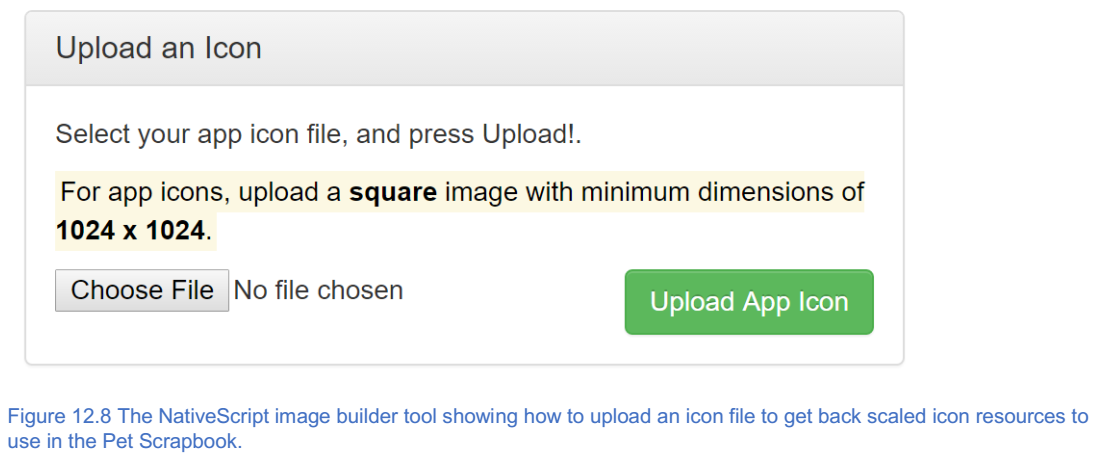 Upload an Icon
Select your app icon file, and press Upload!.
For app icons, upload a square image with minimum dimensions of
1024 x 1024.
Choose File No file chosen
Upload App Icon
Figure 12.8 The NativeScript image builder tool showing how to upload an icon file to get back scaled icon resources to
use in the Pet Scrapbook.